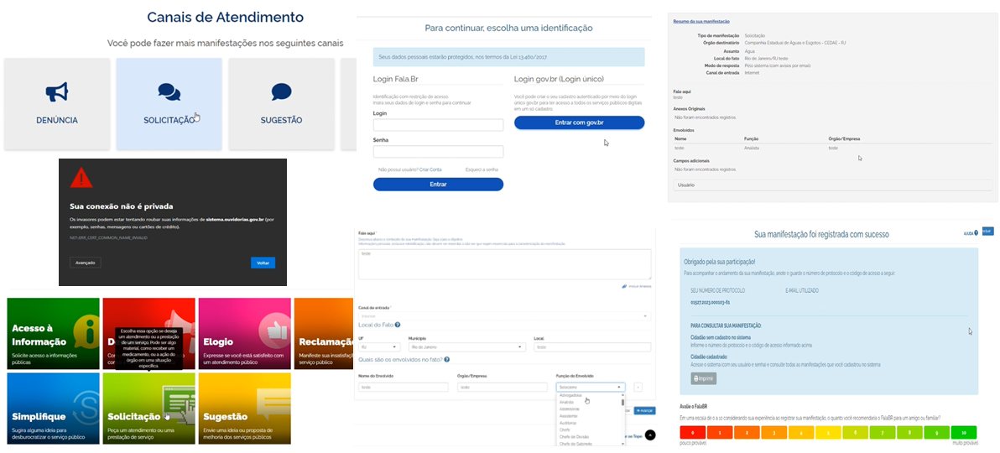 Canais de Atendimento
Você pode fazer mais manifestações nos seguintes canais
DENÚNCIA
SOLICITAÇÃO
SUGESTÃO
Sua conexão não é privada
Os invasores podem estar tentando roubar suas informações de sistema.ouvidorias.gov.br (por
exemplo, senhas, mensagens ou cartões de crédito).
NET::ERR_CERT_COMMON_NAME_INVALID
Avançado
Voltar
Acesso à
Informação
Solicite acesso a informações
públicas
Escolha essa opção se deseja
um atendimento ou a prestação
de um serviço. Pode ser algo
material, como receber um
medicamento, ou a ação do
órgão em uma situação
específica.
Elogio
Expresse se você está satisfeito com
um atendimento público
Reclamaçã
Manifeste sua insatisfa
serviço público
Simplifique
Sugira alguma ideia para
desburocratizar o serviço público
Solicitação
Peça um atendimento ou uma
prestação de serviço
Sugestão
Envie uma ideia ou proposta de
melhoria dos serviços públicos
Para continuar, escolha uma identificação
Seus dados pessoais estarão protegidos, nos termos da Lei 13.460/2017.
Login Fala.Br
Identificação com restrição de acesso.
Insira seus dados de login e senha para continuar
Login
Senha
Não possui usuário? Criar Conta
Esqueci a senha
Entrar
Login gov.br (Login único)
Você pode criar o seu cadastro autenticado por meio do login
único gov.br para ter acesso a todos os serviços públicos digitais
em um só cadastro.
Entrar com gov.br
Fale aqui *
teste
Canal de entrada *
Internet
Local do Fato
UF
Município
Local
RJ
Rio de Janeiro
teste
Quais são os envolvidos no fato?
Nome do Envolvido
Órgão/Empresa
Função do Envolvido
teste
teste
Selecione
Advogado(a)
Analista
Assessor(a)
Assistente
Auditor(a)
Chefe
Chefe de Divisão
Chefe de Gabinete
Avançar
ao Topo
Resumo da sua manifestação
Tipo de manifestação Solicitação
Órgão destinatário Companhia Estadual de Águas e Esgotos - CEDAE - RJ
Assunto Água
Local do fato Rio de Janeiro/RJ teste
Modo de resposta Pelo sistema (com avisos por email)
Canal de entrada Internet
Fale aqui
teste
Anexos Originais
Não foram encontrados registros.
Envolvidos
Nome Função Órgão/Empresa
teste Analista teste
Campos adicionais
Não foram encontrados registros.
Usuário
AJUDA
Sua manifestação foi registrada com sucesso
Obrigado pela sua participação!
Para acompanhar o andamento da sua manifestação, anote o guarde o número de protocolo e o código de acesso a seguir:
SEU NÚMERO DE PROTOCOLO
E-MAIL UTILIZADO
01527.2023.000103-61
PARA CONSULTAR SUA MANIFESTAÇÃO:
Cidadão sem cadastro no sistema
Informe o número do protocolo e o código de acesso informado acima
Cidadão cadastrado:
Acesse o sistema (com seu usuário e senha) e consulte todas as manifestações que você cadastrou no sistema
Imprimir
Avalie o FalaBR
Em uma escala de 0 a 10 considerando sua experiência ao registrar sua manifestação, o quanto você recomendaria o FalaBR para um amigo ou familiar?
0 1 2 3 4 5 6 7 8 9 10
pouco provável
muito provável